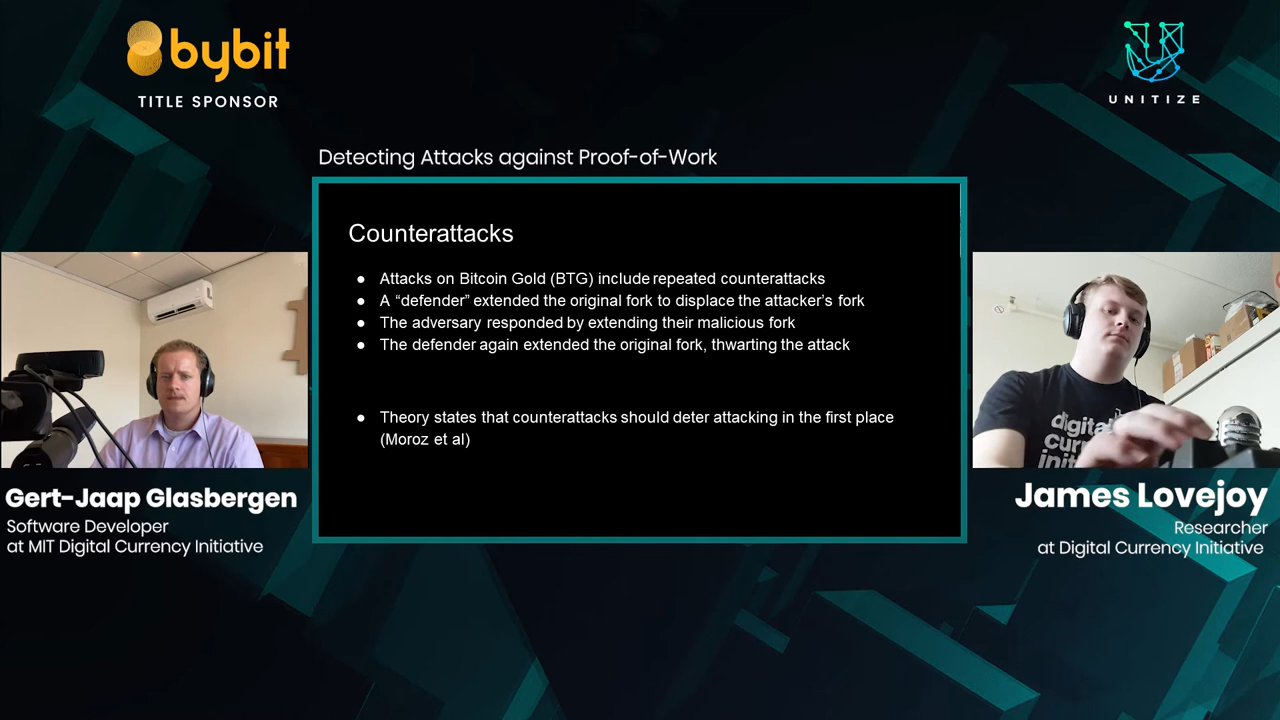 bybit
TITLE SPONSOR
UNITIZE
Detecting Attacks against Proof-of-Work
Counterattacks
● Attacks on Bitcoin Gold (BTG) include repeated counterattacks
● A “defender” extended the original fork to displace the attacker’s fork
● The adversary responded by extending their malicious fork
● The defender again extended the original fork, thwarting the attack
● Theory states that counterattacks should deter attacking in the first place
(Moroz et al)
Gert-Jaap Glasbergen
Software Developer
at MIT Digital Currency Initiative
digital
James Lovejoy
Researcher
at Digital Currency Initiative